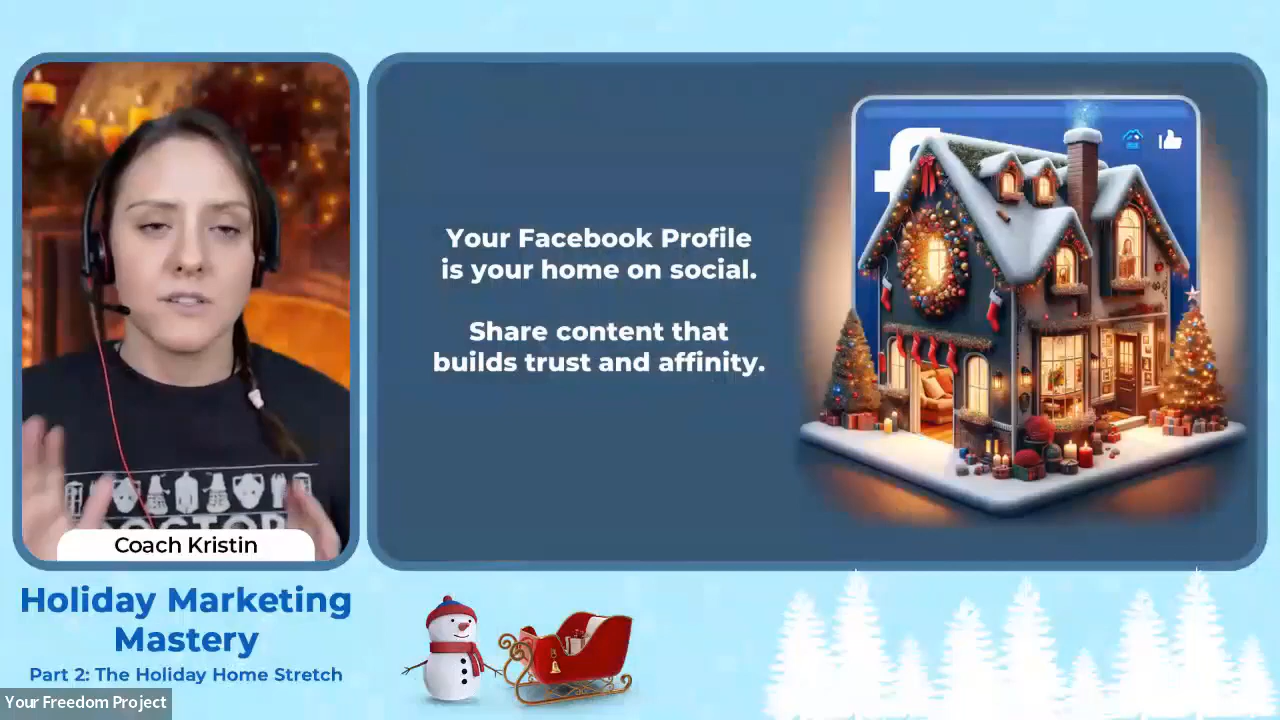 Your Facebook Profile
is your home on social.
Share content that
builds trust and affinity.
DOCTOR
Coach Kristin
Holiday Marketing
Mastery
Part 2: The Holiday Home Stretch
Your Freedom Project